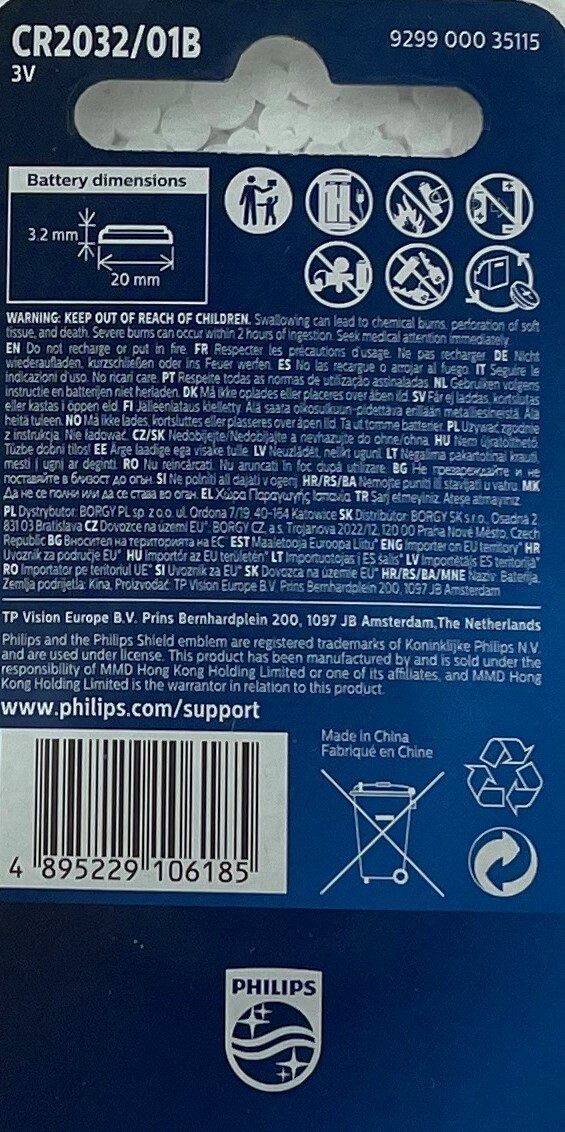 CR2032/01B
9299 000 35115
3V
Battery dimensions
3.2 mm
20 mm
WARNING: KEEP OUT OF REACH OF CHILDREN. Swallowing can lead to chemical burns, perforation of soft
tissue, and death. Severe burns can occur within 2 hours of ingestion. Seek medical attention immediately.
EN Do not recharge or put in fire. FR Respecter les précautions d'usage. Ne pas recharger. DE Nicht
wiederaufladen, kurzschließen oder ins Feuer werfen. ES No las recargue o arrojar al fuego. IT Seguire le
indicazioni d'uso. Non ricari care. PT Respeite todas as normas de utilização assinaladas. NL Gebruiken volgens
instructie en batterijen niet herladen. DK Må ikke oplades eller placeres over åben ild. SV Får ej laddas, kortslutas
eller kastas i öppen eld. FI Jälleenlataus kielletty. Älä saata oikosulkuun-pidettävä erillään metalliesineistä. Älä
heitä tuleen. NO Må ikke lades, kortsluttes eller plasseres over åpen ild. Ta ut tomme batterier. PL Używać zgodnie
z instrukcją. Nie ładować. CZ/SK Nedobíjejte/Nedobíjajte a nevhazujte do ohne/ohňa. HU Nem újratölthető.
Tűzbe dobni tilos! EE Ärge laadige ega visake tulle. LV Neuzlādēt, nelikt ugunī. LT Negalima pakartotinai krauti,
mesti į ugnį ar deginti. RO Nu reîncărcati. Nu aruncati în foc după utilizare. BG Не презареждайте и не
поставяйте в близост до огън. SI Ne polniti ali dajati v ogenj. HR/RS/BA Nemojte puniti ili stavljati u vatru. MK
Да не се полни или да се става во оган. EL Χώρα Παραγωγής Ιαπωνία. TR Şarj etmeyiniz. Ateşe atmayınız.
PL Dystrybutor: BORGY PL sp. z o.o. ul. Ordona 7/19, 40-164 Katowice SK Distribútor: BORGY SK s.r.o., Osadná 2,
831 03 Bratislava CZ Dovozce na území EU": BORGY CZ, a.s. Trojanova 2022/12, 120 00 Praha Nové Město, Czech
Republic BG Вносител на територията на ЕС" EST Maaletooja Euroopa Liitu" ENG Importer on EU territory" HR
Uvoznik za područje EU" HU Importőr az EU területén" LT Importuotojas į ES šalis" LV Importētājs ES teritorijā"
RO Importator pe teritoriul UE" SI Uvoznik za EU" SK Dovozca na územie EU" HR/RS/BA/MNE Naziv: Baterija,
Zemlja podrijetla: Kina, Proizvođač: TP Vision Europe B.V. Prins Bernhardplein 200, 1097 JB Amsterdam
TP Vision Europe B.V. Prins Bernhardplein 200, 1097 JB Amsterdam,The Netherlands
Philips and the Philips Shield emblem are registered trademarks of Koninklijke Philips N.V.
and are used under license. This product has been manufactured by and is sold under the
responsibility of MMD Hong Kong Holding Limited or one of its affiliates, and MMD Hong
Kong Holding Limited is the warrantor in relation to this product.
www.philips.com/support
Made in China
Fabriqué en Chine
4 895229 106185
PHILIPS